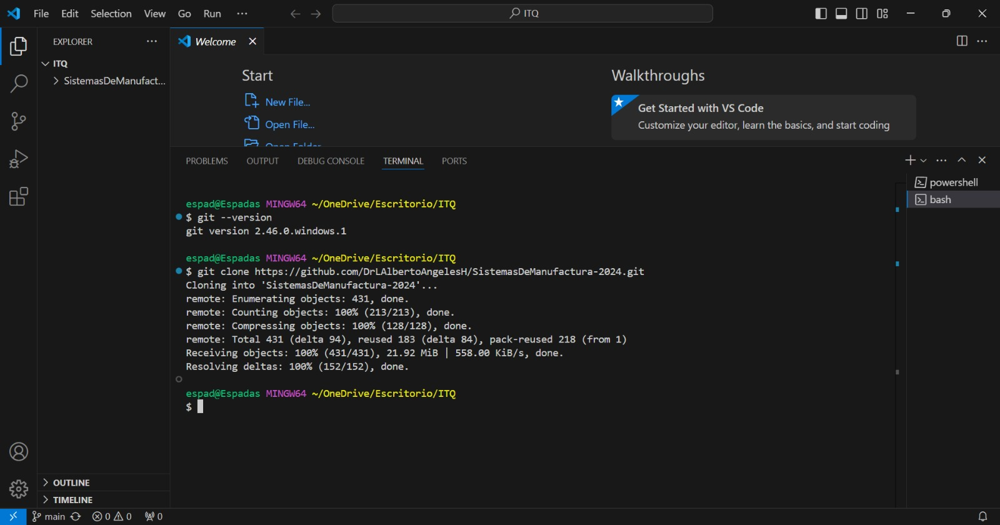 File Edit Selection View Go Run ··· ITQ
EXPLORER ···
Welcome
ITQ
SistemasDeManufact...
Start
New File...
Open File...
Open Folder...
Walkthroughs
Get Started with VS Code
Customize your editor, learn the basics, and start coding
PROBLEMS OUTPUT DEBUG CONSOLE TERMINAL PORTS
powershell
bash
espad@Espadas MINGW64 ~/OneDrive/Escritorio/ITQ
$ git --version
git version 2.46.0.windows.1
espad@Espadas MINGW64 ~/OneDrive/Escritorio/ITQ
$ git clone https://github.com/DrLAlbertoAngelesH/SistemasDeManufactura-2024.git
Cloning into 'SistemasDeManufactura-2024'...
remote: Enumerating objects: 431, done.
remote: Counting objects: 100% (213/213), done.
remote: Compressing objects: 100% (128/128), done.
remote: Total 431 (delta 94), reused 183 (delta 84), pack-reused 218 (from 1)
Receiving objects: 100% (431/431), 21.92 MiB | 558.00 KiB/s, done.
Resolving deltas: 100% (152/152), done.
espad@Espadas MINGW64 ~/OneDrive/Escritorio/ITQ
$
OUTLINE
TIMELINE
main 0 0 0